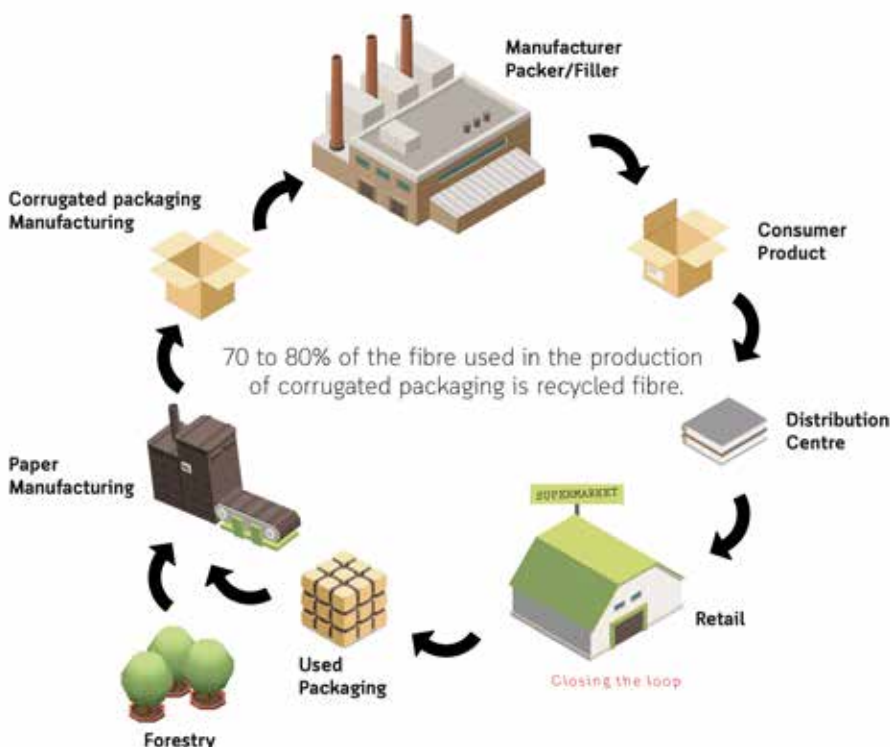 Manufacturer
Packer/Filler
Corrugated packaging
Manufacturing
Consumer
Product
70 to 80% of the fibre used in the production
of corrugated packaging is recycled fibre.
Distribution
Centre
Paper
Manufacturing
SUPERMARKET
Retail
Used
Packaging
Closing the loop
Forestry